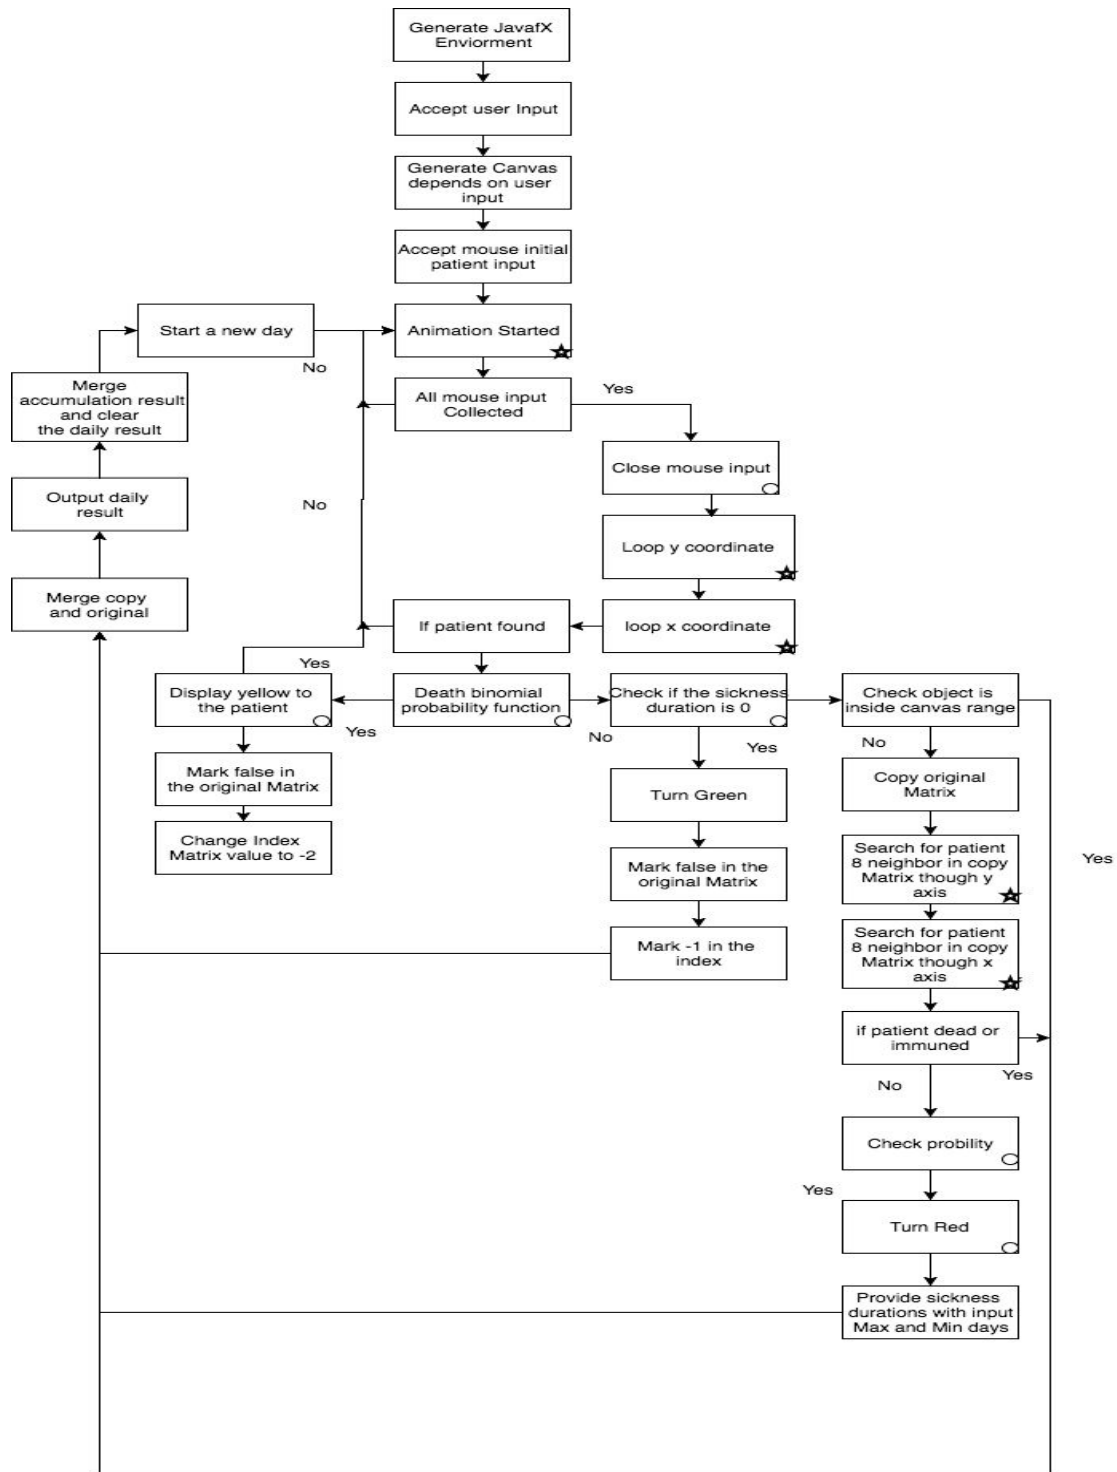 Generate JavafX
Enviorment
Accept user Input
Generate Canvas
depends on user
input
Accept mouse initial
patient input
Start a new day
Animation Started
No
Merge
accumulation result
and clear
the daily result
All mouse input
Collected
Yes
Close mouse input
Output daily
result
No
Loop y coordinate
Merge copy
and original
If patient found
loop x coordinate
Yes
Display yellow to
the patient
Death binomial
probability function
Check if the sickness
duration is 0
Check object is
inside canvas range
Yes
No
Yes
No
Mark false in
the original Matrix
Turn Green
Copy original
Matrix
Change Index
Matrix value to -2
Search for patient
8 neighbor in copy
Matrix though y
axis
Yes
Mark false in the
original Matrix
Mark -1 in the
index
Search for patient
8 neighbor in copy
Matrix though x
axis
if patient dead or
immuned
Yes
No
Check probility
Yes
Turn Red
Provide sickness
durations with input
Max and Min days